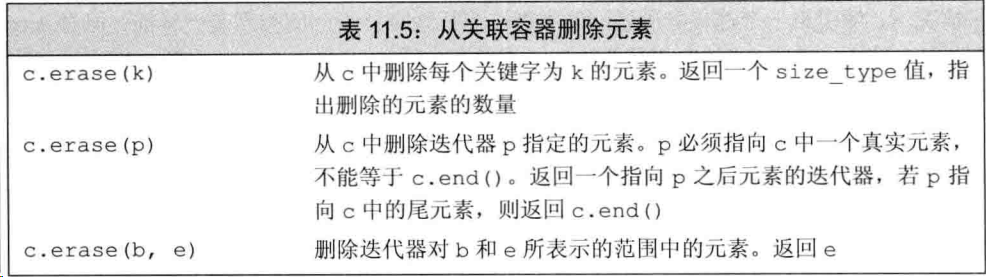 表 11.5：从关联容器删除元素
c.erase(k) 从 c 中删除每个关键字为 k 的元素。返回一个 size_type 值，指
出删除的元素的数量
c.erase(p) 从 c 中删除迭代器 p 指定的元素。p 必须指向 c 中一个真实元素，
不能等于 c.end()。返回一个指向 p 之后元素的迭代器，若 p 指
向 c 中的尾元素，则返回 c.end()
c.erase(b, e) 删除迭代器对 b 和 e 所表示的范围中的元素。返回 e